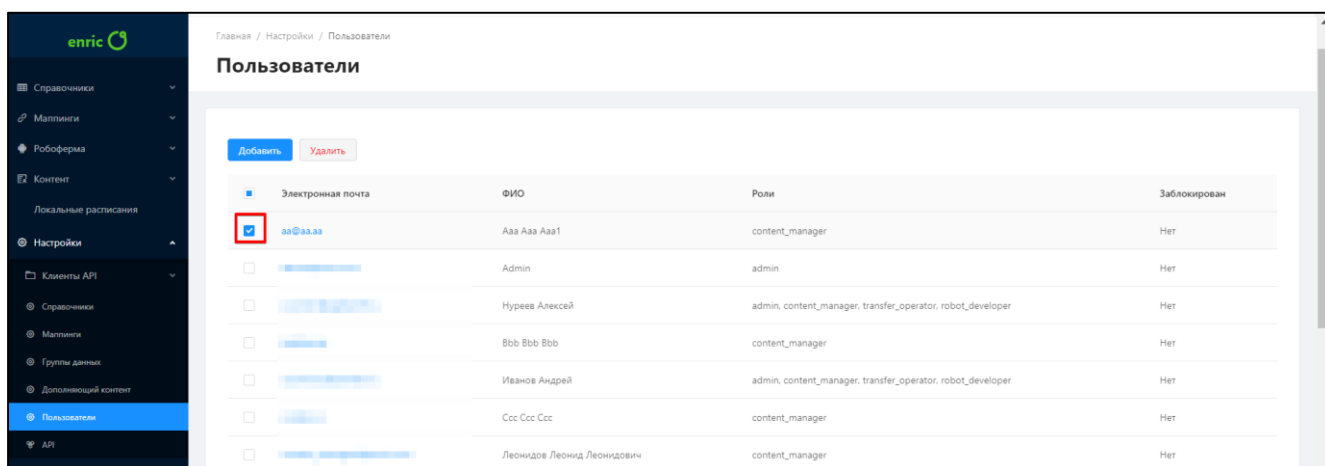 enric
Справочники
Маппинги
Робоферма
Контент
Локальные расписания
Настройки
Клиенты API
Справочники
Маппинги
Группы данных
Дополняющий контент
Пользователи
API
Главная / Настройки / Пользователи
Пользователи
Добавить Удалить
Электронная почта ФИО Роли Заблокирован
aa@aa.aa Aaa Aaa Aaa1 content_manager Нет
Admin admin Нет
Нуреев Алексей admin, content_manager, transfer_operator, robot_developer Нет
Bbb Bbb Bbb content_manager Нет
Иванов Андрей admin, content_manager, transfer_operator, robot_developer Нет
Ccc Ccc Ccc content_manager Нет
Леонидов Леонид Леонидович content_manager Нет